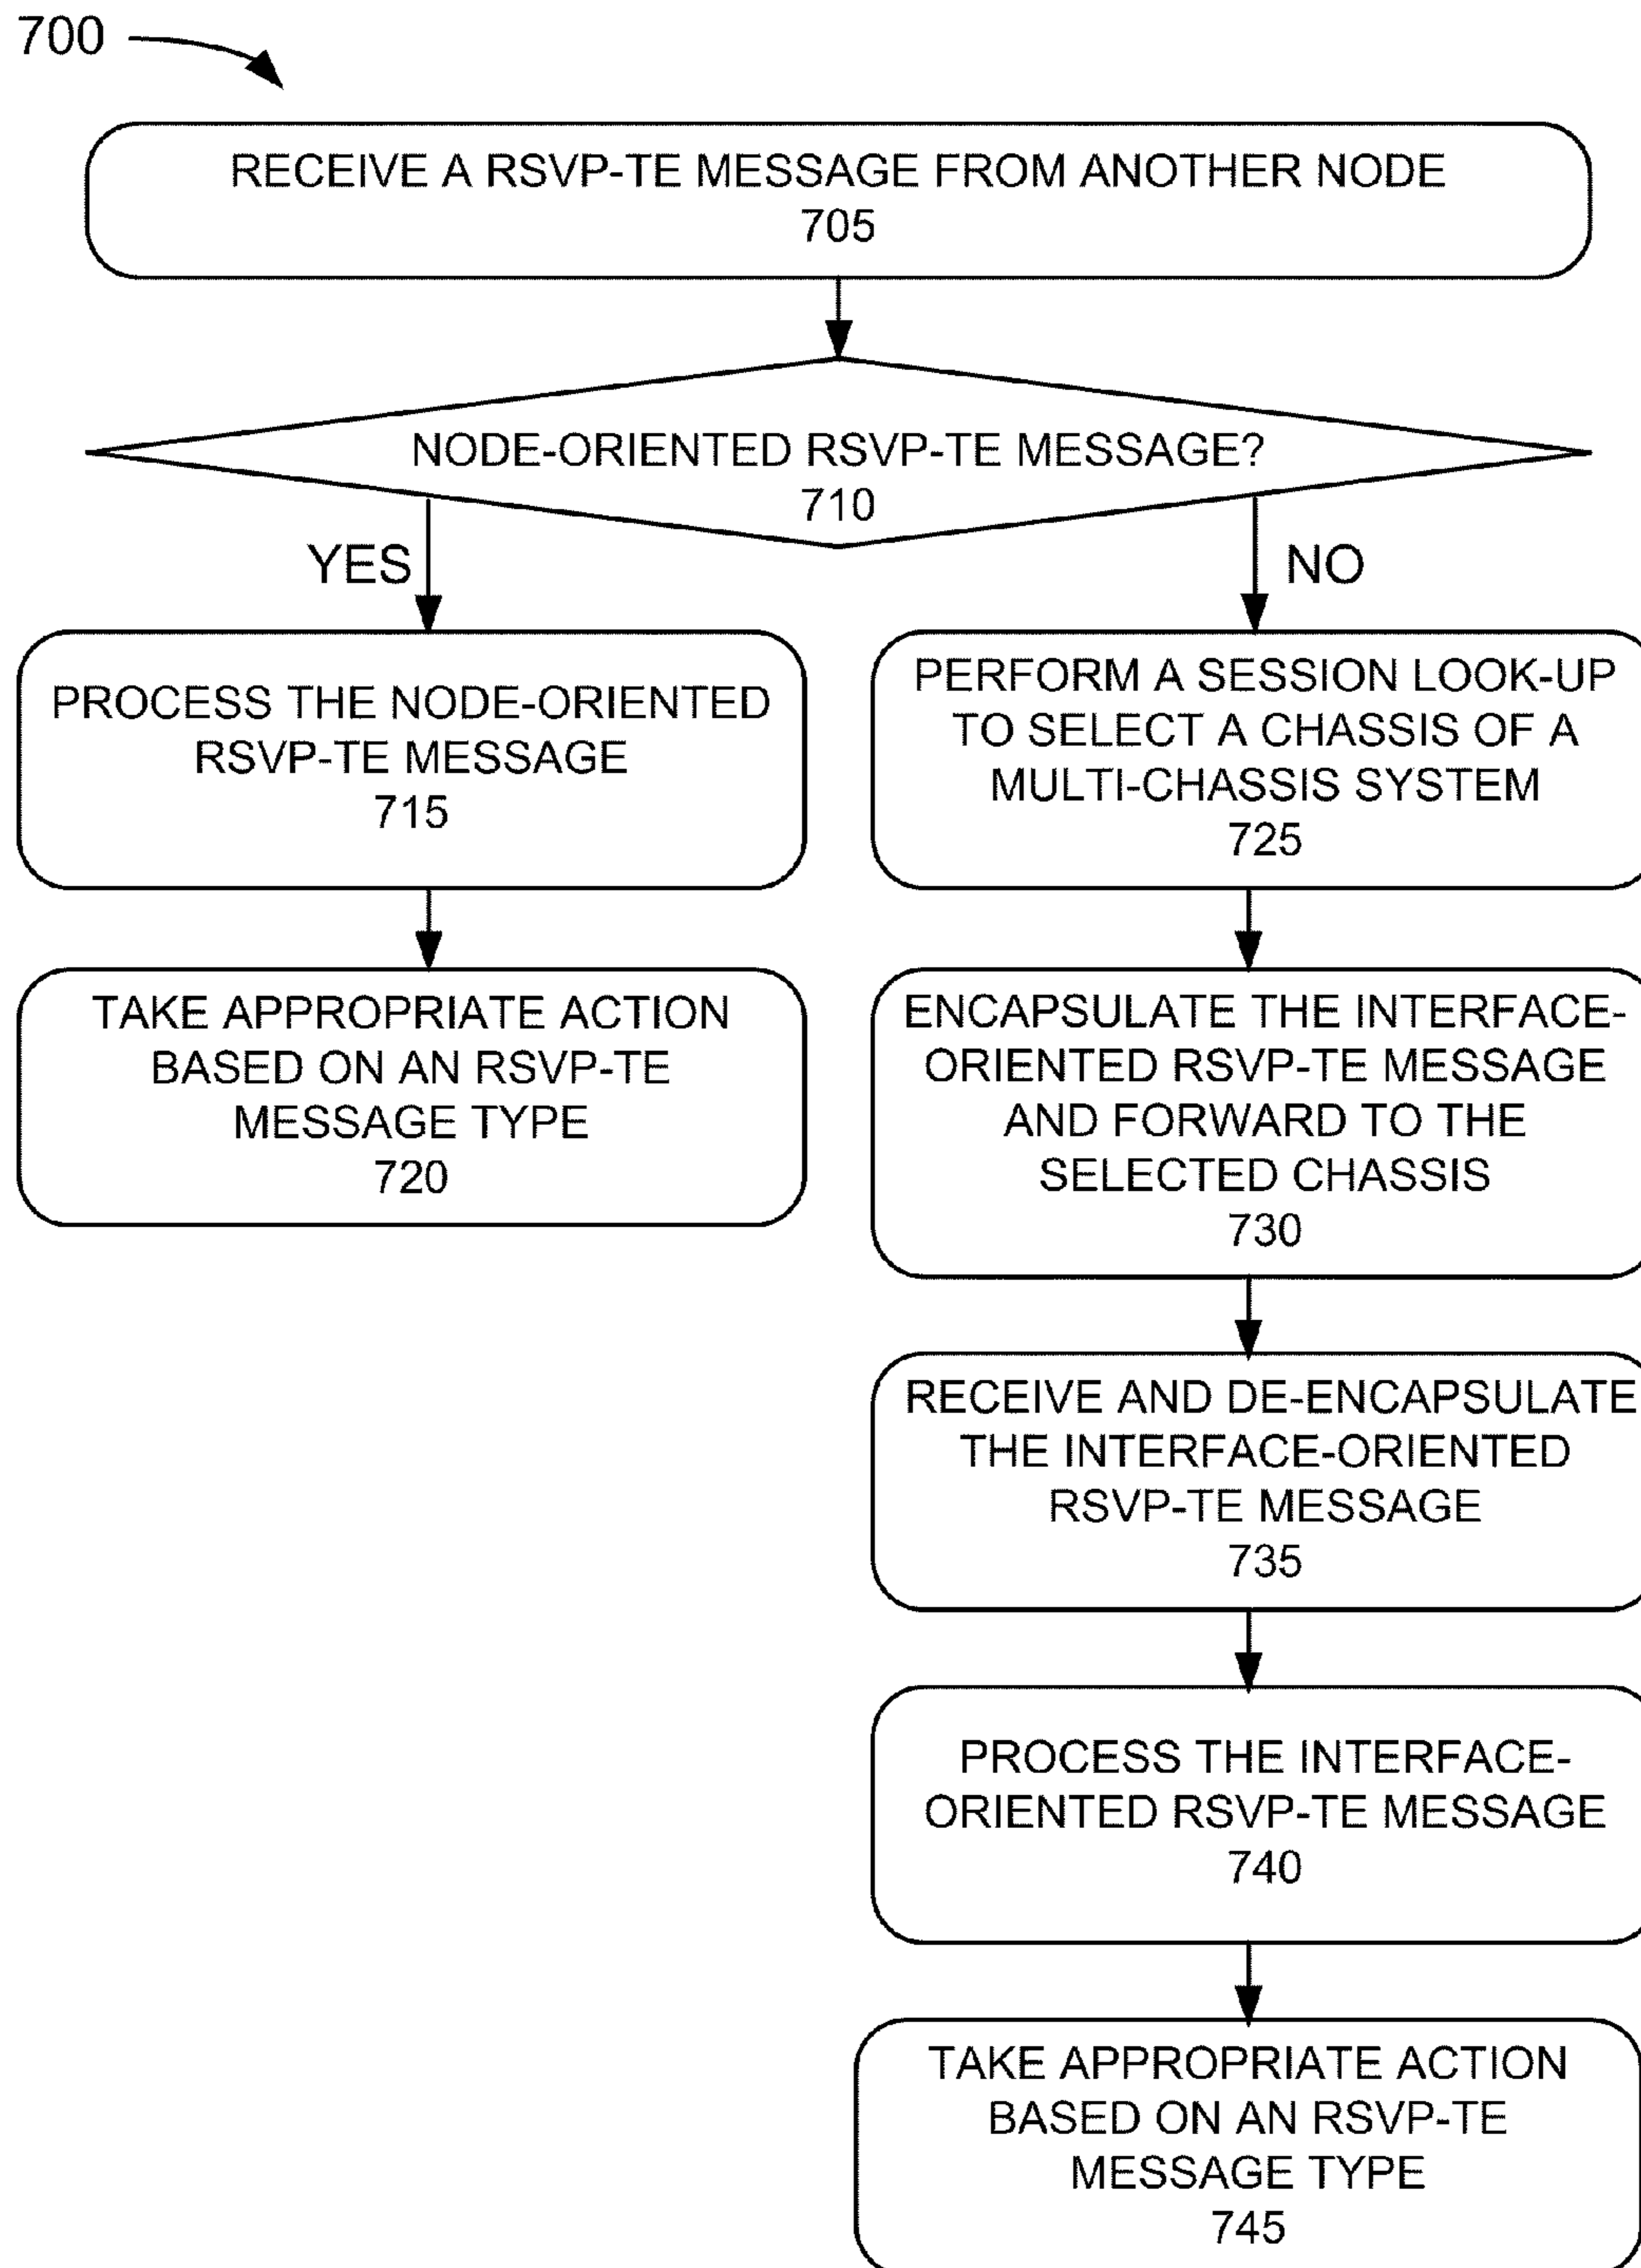 700
RECEIVE A RSVP-TE MESSAGE FROM ANOTHER NODE
705
NODE-ORIENTED RSVP-TE MESSAGE?
710
YES
NO
PROCESS THE NODE-ORIENTED
RSVP-TE MESSAGE
715
TAKE APPROPRIATE ACTION
BASED ON AN RSVP-TE
MESSAGE TYPE
720
PERFORM A SESSION LOOK-UP
TO SELECT A CHASSIS OF A
MULTI-CHASSIS SYSTEM
725
ENCAPSULATE THE INTERFACE-
ORIENTED RSVP-TE MESSAGE
AND FORWARD TO THE
SELECTED CHASSIS
730
RECEIVE AND DE-ENCAPSULATE
THE INTERFACE-ORIENTED
RSVP-TE MESSAGE
735
PROCESS THE INTERFACE-
ORIENTED RSVP-TE MESSAGE
740
TAKE APPROPRIATE ACTION
BASED ON AN RSVP-TE
MESSAGE TYPE
745